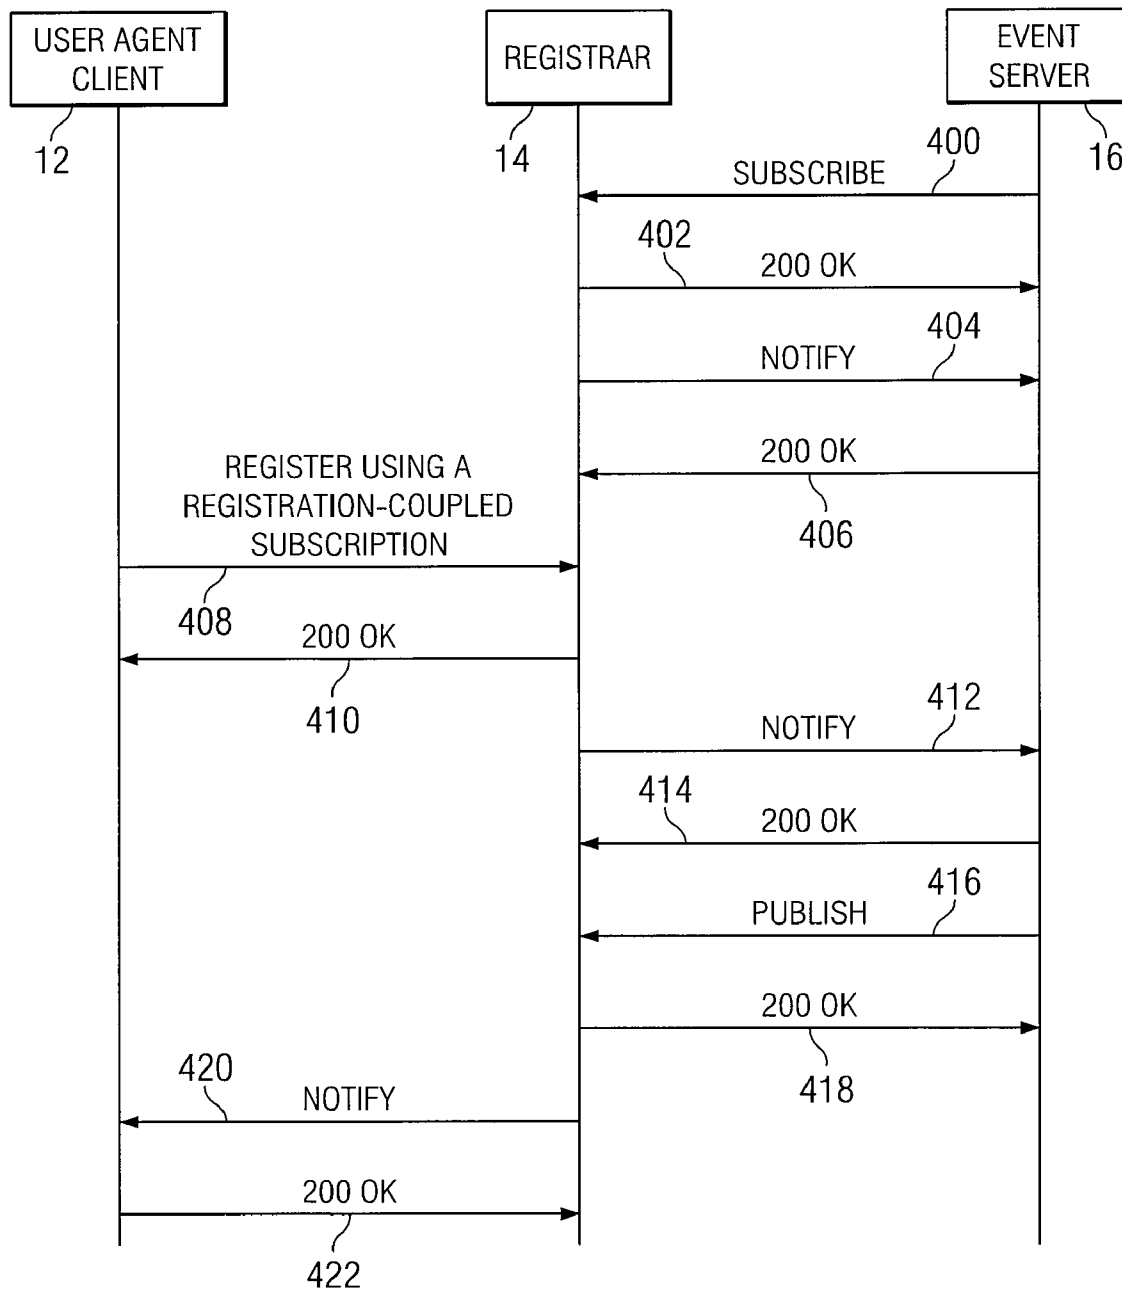 USER AGENT
CLIENT
REGISTRAR
EVENT
SERVER
12
14
16
400
SUBSCRIBE
402
200 OK
404
NOTIFY
200 OK
406
REGISTER USING A
REGISTRATION-COUPLED
SUBSCRIPTION
408
200 OK
410
412
NOTIFY
414
200 OK
416
PUBLISH
200 OK
418
420
NOTIFY
200 OK
422